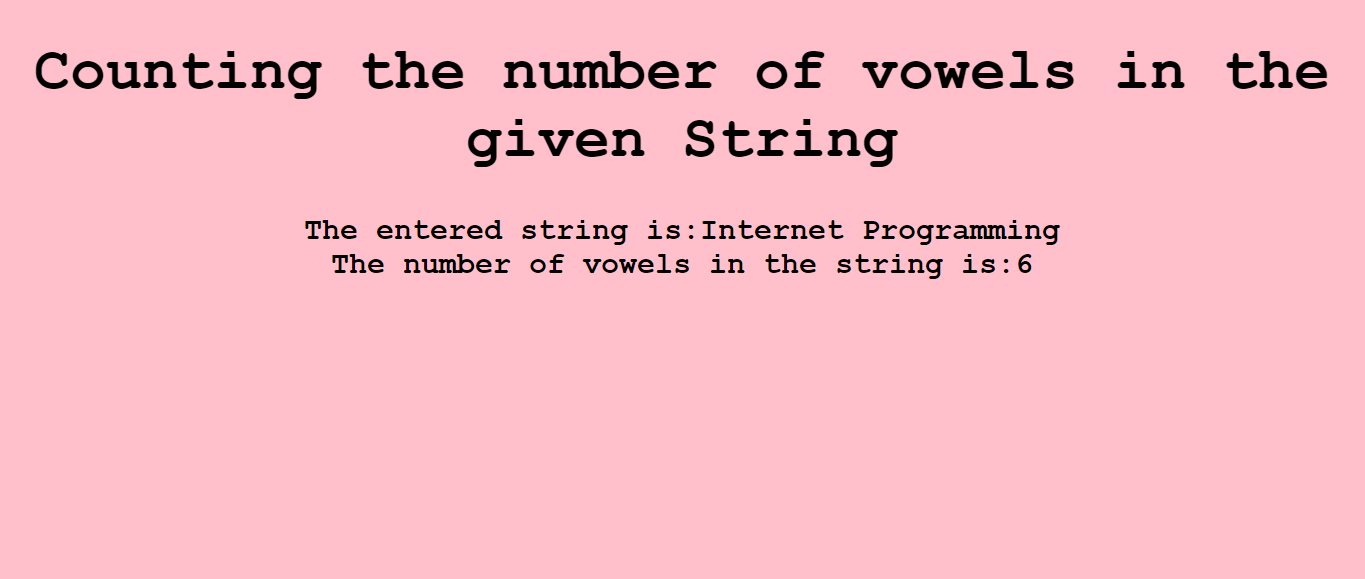 Counting the number of vowels in the
given String
The entered string is:Internet Programming
The number of vowels in the string is:6